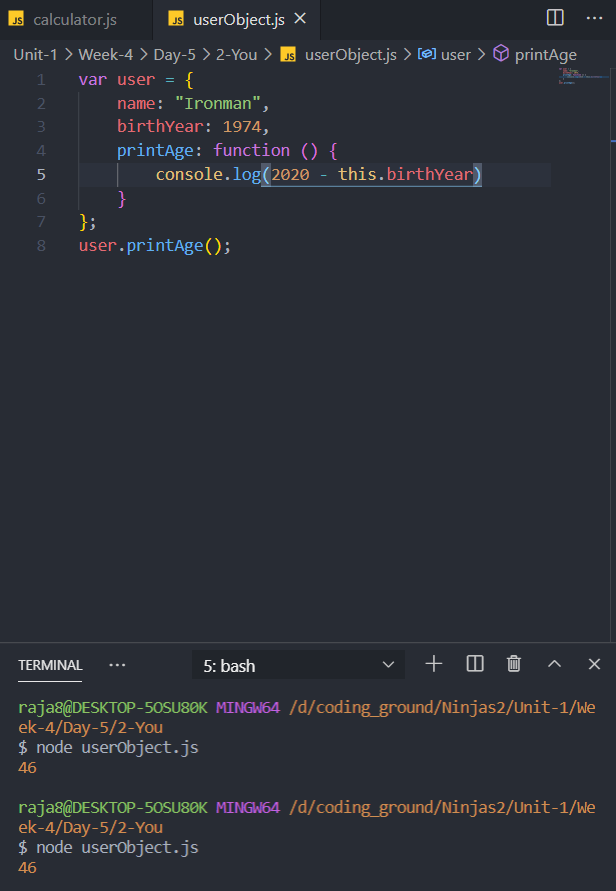 JS calculator.js JS userObject.js
Unit-1 > Week-4 > Day-5 > 2-You > JS userObject.js > user > printAge
1 var user = {
2     name: "Ironman",
3     birthYear: 1974,
4     printAge: function () {
5         console.log(2020 - this.birthYear)
6     }
7 };
8 user.printAge();
TERMINAL ··· 5: bash
raja8@DESKTOP-5OSU80K MINGW64 /d/coding_ground/Ninjas2/Unit-1/We
ek-4/Day-5/2-You
$ node userObject.js
46
raja8@DESKTOP-5OSU80K MINGW64 /d/coding_ground/Ninjas2/Unit-1/We
ek-4/Day-5/2-You
$ node userObject.js
46